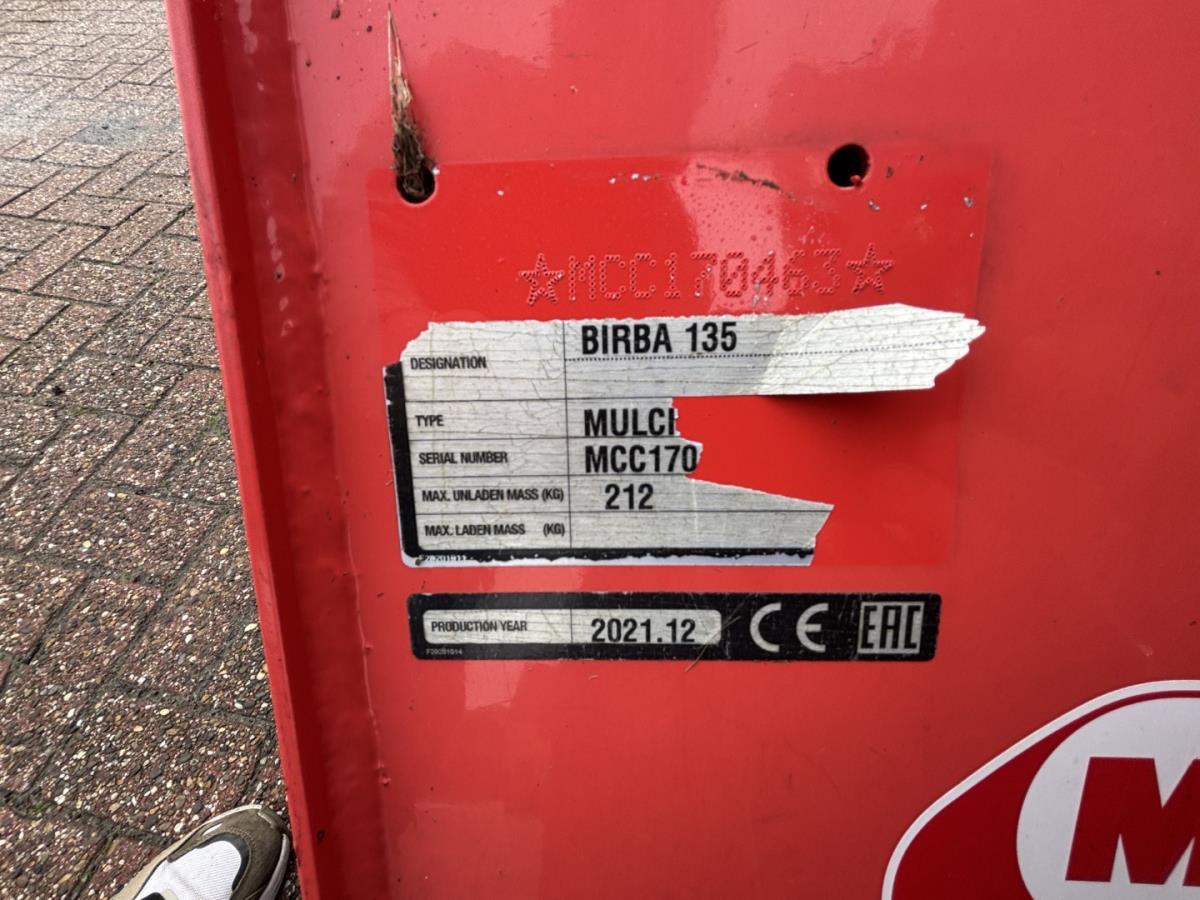 ☆MCC170463☆
DESIGNATION BIRBA 135
TYPE MULCH
SERIAL NUMBER MCC170
MAX. UNLADEN MASS (KG) 212
MAX. LADEN MASS (KG)
PRODUCTION YEAR 2021.12 CE EAC
F20201014
M